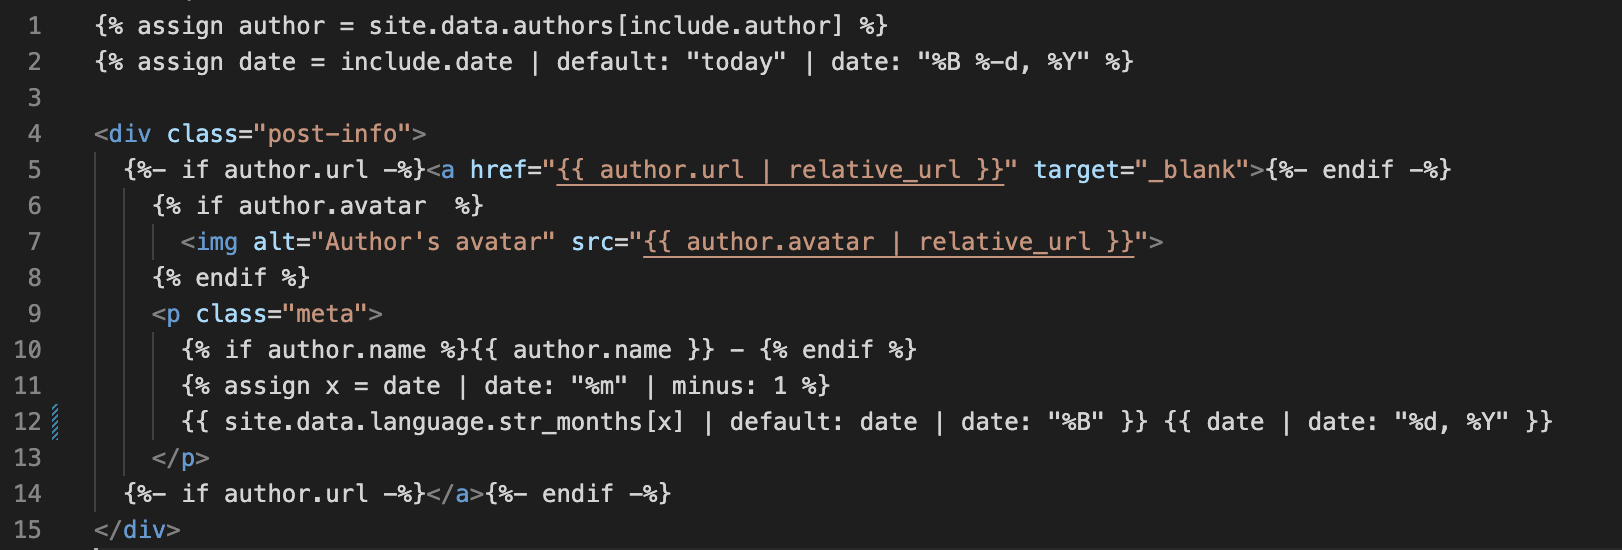 1 {% assign author = site.data.authors[include.author] %}
2 {% assign date = include.date | default: "today" | date: "%B %-d, %Y" %}
3
4 <div class="post-info">
5   {%- if author.url -%}<a href="{{ author.url | relative_url }}" target="_blank">{%- endif -%}
6     {% if author.avatar  %}
7       <img alt="Author's avatar" src="{{ author.avatar | relative_url }}">
8     {% endif %}
9     <p class="meta">
10       {% if author.name %}{{ author.name }} - {% endif %}
11       {% assign x = date | date: "%m" | minus: 1 %}
12       {{ site.data.language.str_months[x] | default: date | date: "%B" }} {{ date | date: "%d, %Y" }}
13     </p>
14   {%- if author.url -%}</a>{%- endif -%}
15 </div>